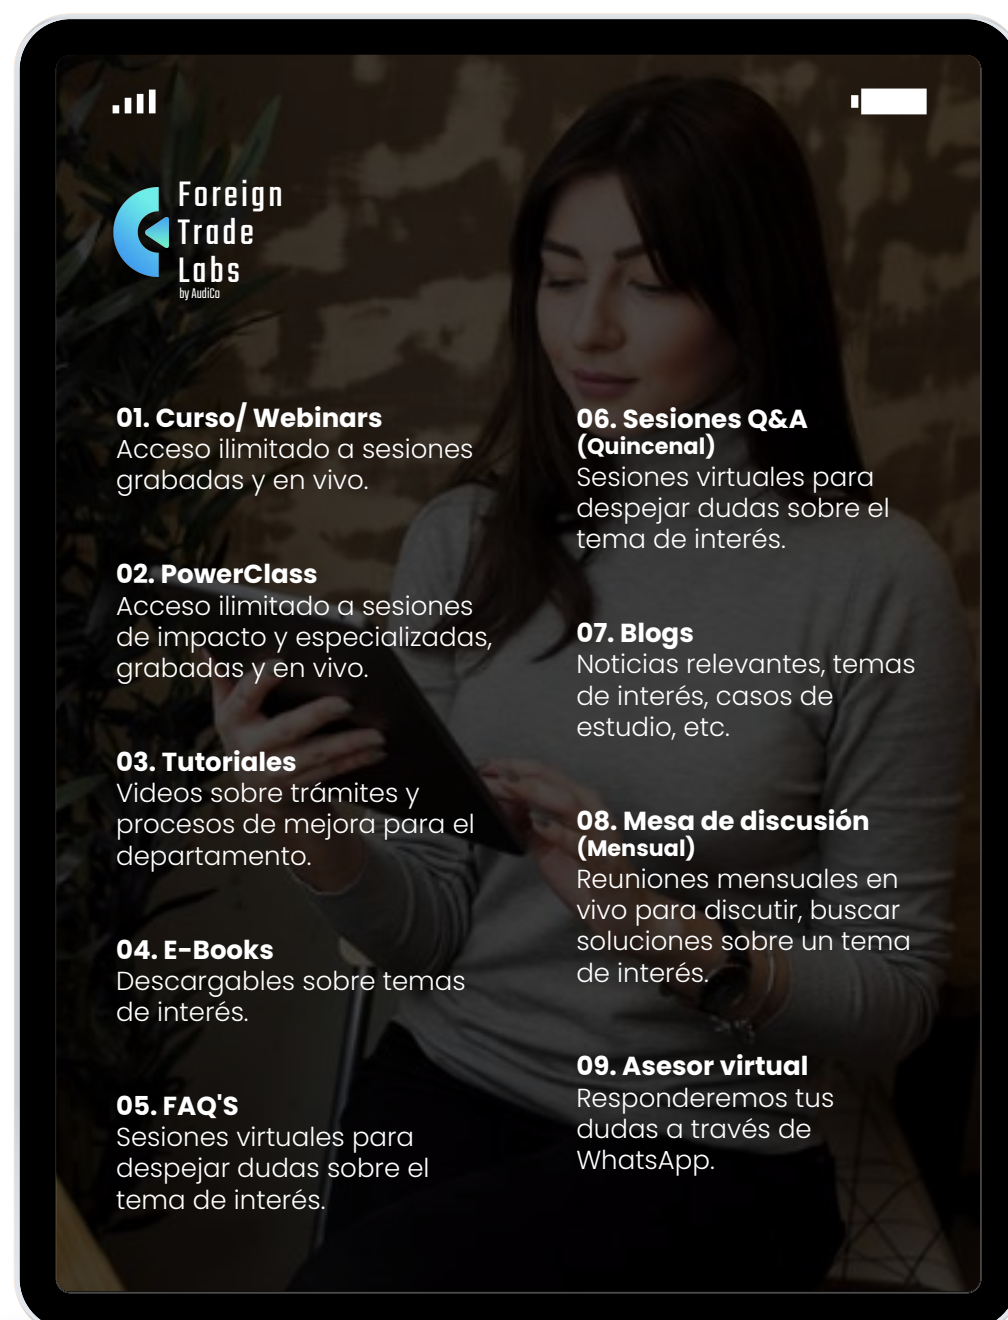 Foreign
Trade
Labs
by AudiCo
01. Curso/ Webinars
Acceso ilimitado a sesiones
grabadas y en vivo.
02. PowerClass
Acceso ilimitado a sesiones
de impacto y especializadas,
grabadas y en vivo.
03. Tutoriales
Videos sobre trámites y
procesos de mejora para el
departamento.
04. E-Books
Descargables sobre temas
de interés.
05. FAQ'S
Sesiones virtuales para
despejar dudas sobre el
tema de interés.
06. Sesiones Q&A
(Quincenal)
Sesiones virtuales para
despejar dudas sobre el
tema de interés.
07. Blogs
Noticias relevantes, temas
de interés, casos de
estudio, etc.
08. Mesa de discusión
(Mensual)
Reuniones mensuales en
vivo para discutir, buscar
soluciones sobre un tema
de interés.
09. Asesor virtual
Responderemos tus
dudas a través de
WhatsApp.